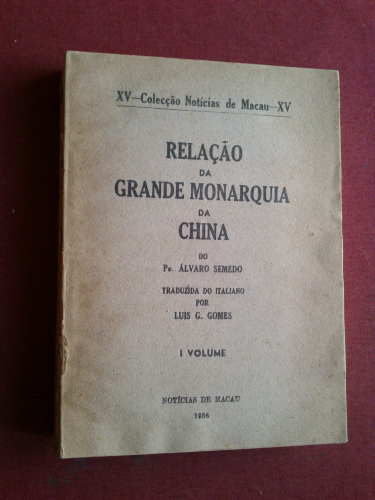 XV—Colecção Notícias de Macau—XV
RELAÇÃO
DA
GRANDE MONARQUIA
DA
CHINA
DO
Pe. ÁLVARO SEMEDO
TRADUZIDA DO ITALIANO
POR
LUIS G. GOMES
I VOLUME
NOTÍCIAS DE MACAU
1956